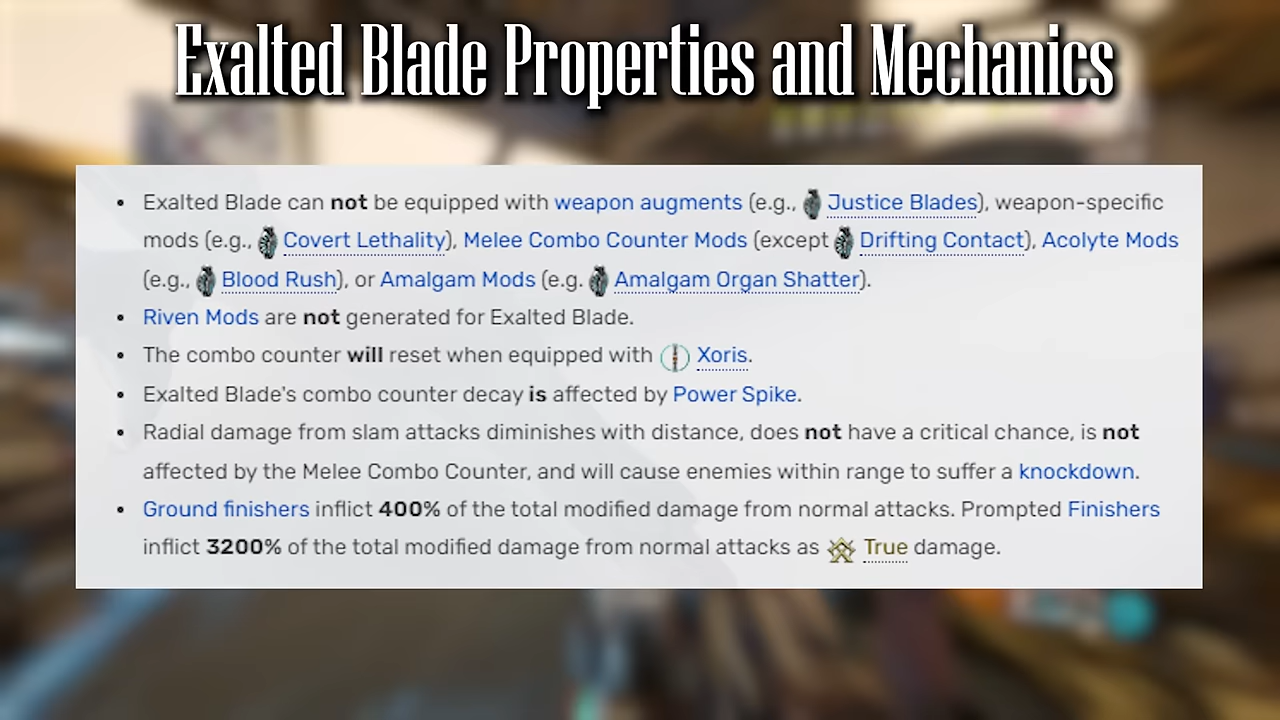 Exalted Blade Properties and Mechanics
• Exalted Blade can not be equipped with weapon augments (e.g., Justice Blades), weapon-specific
mods (e.g., Covert Lethality), Melee Combo Counter Mods (except Drifting Contact), Acolyte Mods
(e.g., Blood Rush), or Amalgam Mods (e.g. Amalgam Organ Shatter).
• Riven Mods are not generated for Exalted Blade.
• The combo counter will reset when equipped with Xoris.
• Exalted Blade's combo counter decay is affected by Power Spike.
• Radial damage from slam attacks diminishes with distance, does not have a critical chance, is not
affected by the Melee Combo Counter, and will cause enemies within range to suffer a knockdown.
• Ground finishers inflict 400% of the total modified damage from normal attacks. Prompted Finishers
inflict 3200% of the total modified damage from normal attacks as True damage.